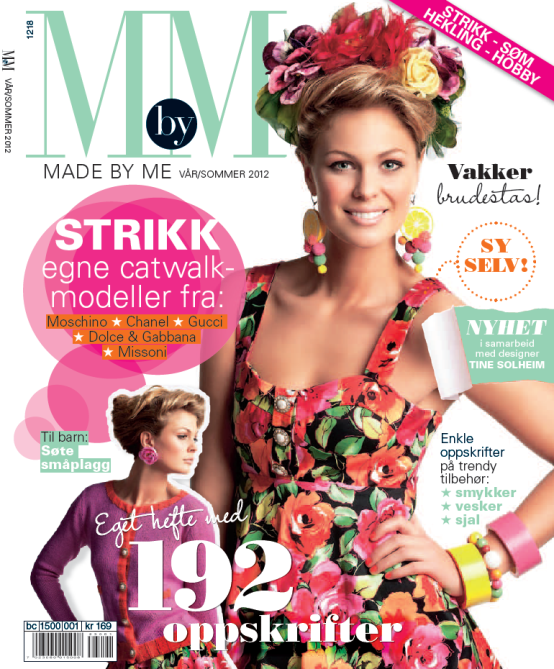 1218
MM
VÅR/SOMMER 2012
STRIKK - SØM
HEKLING - HOBBY
MM
by
MADE BY ME VÅR/SOMMER 2012
Vakker
brudestas!
STRIKK
egne catwalk-
modeller fra:
Moschino ★ Chanel ★ Gucci
★ Dolce & Gabbana
★ Missoni
SY
SELV!
NYHET
i samarbeid
med designer
TINE SOLHEIM
Til barn:
Søte
småplagg
Enkle
oppskrifter
på trendy
tilbehør:
★ smykker
★ vesker
★ sjal
Eget hefte med
192
oppskrifter
bc 1500 001 kr 169